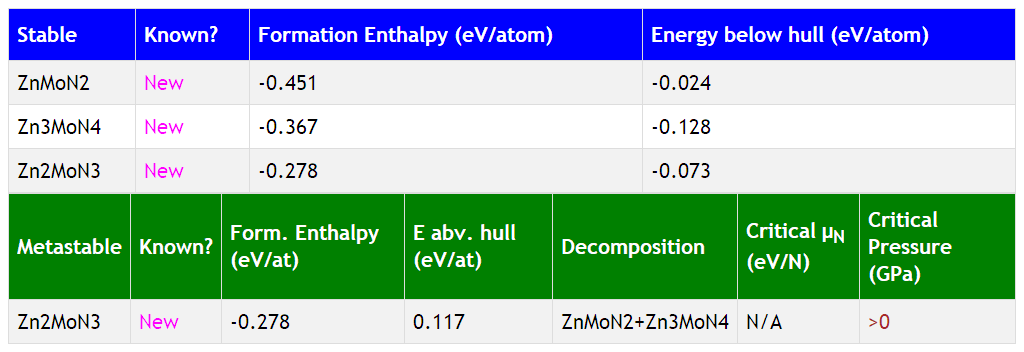 Stable Known? Formation Enthalpy (eV/atom) Energy below hull (eV/atom)
ZnMoN2 New -0.451 -0.024
Zn3MoN4 New -0.367 -0.128
Zn2MoN3 New -0.278 -0.073
Metastable Known? Form. Enthalpy (eV/at) E abv. hull (eV/at) Decomposition Critical μN (eV/N) Critical Pressure (GPa)
Zn2MoN3 New -0.278 0.117 ZnMoN2+Zn3MoN4 N/A >0